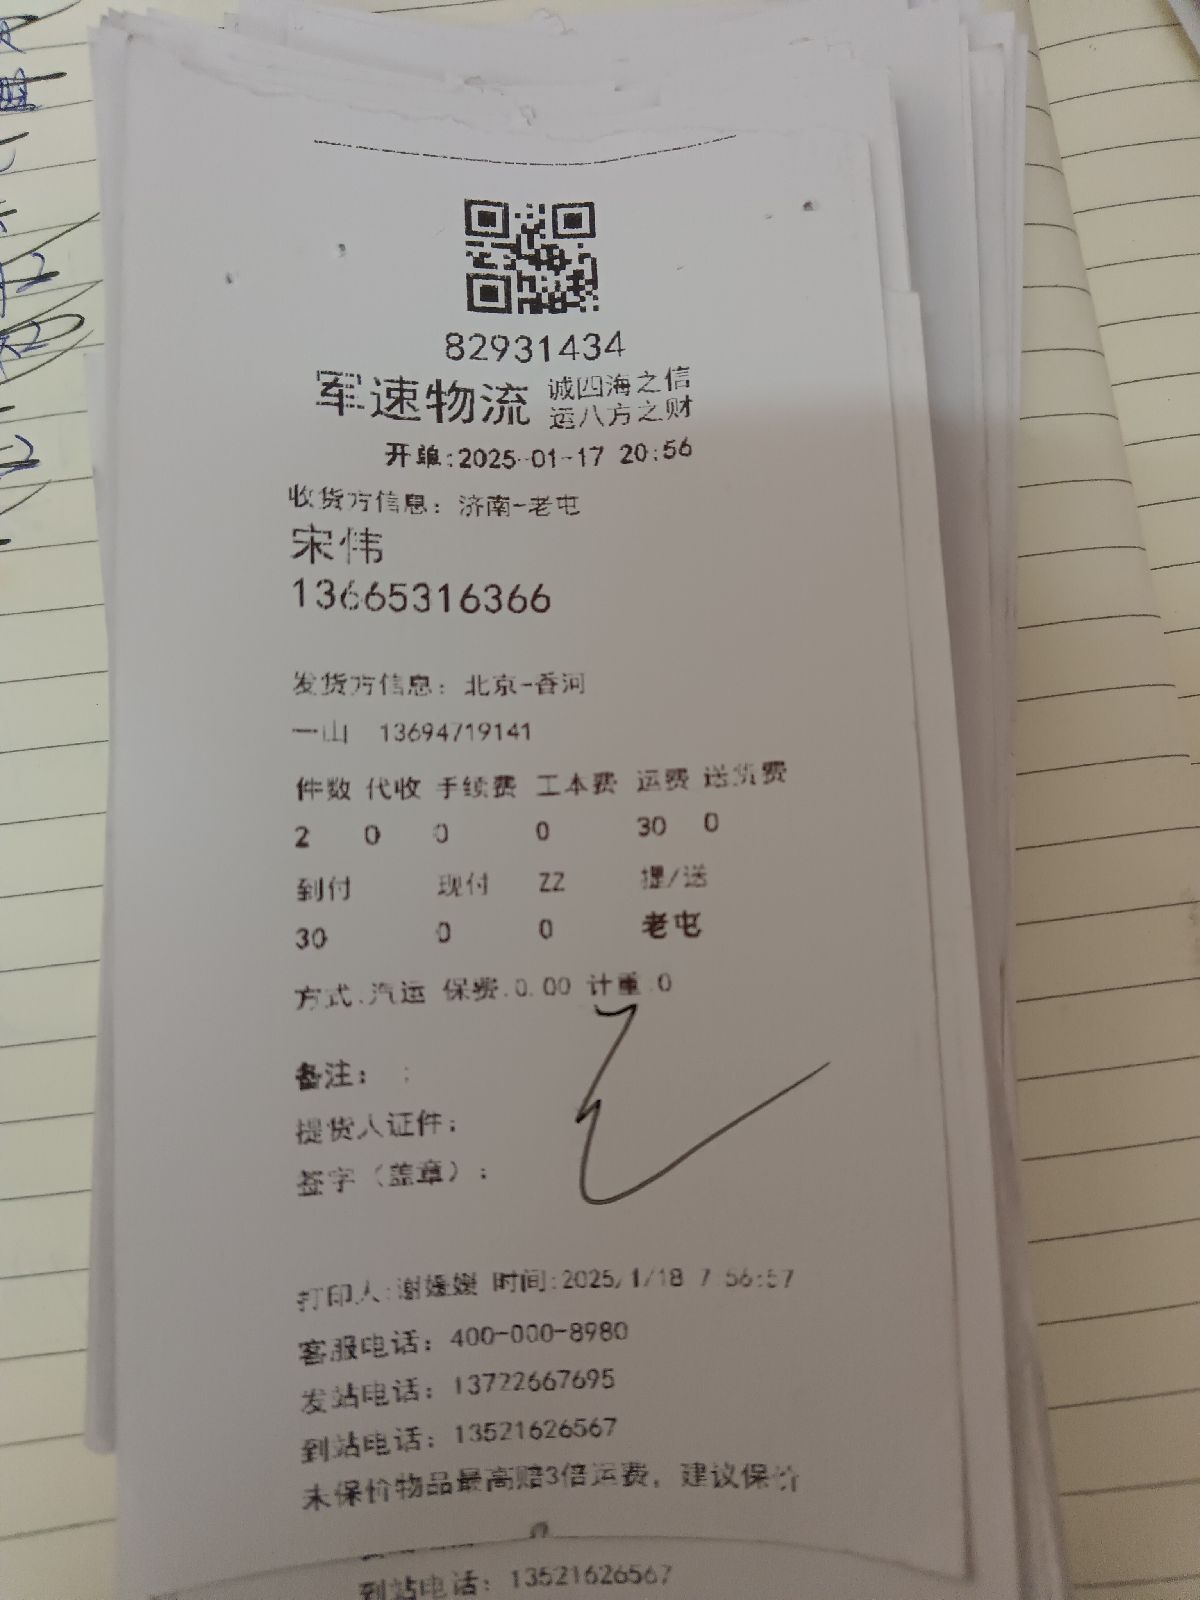 82931434
军速物流 诚四海之信
运八方之财
开单:2025-01-17 20:56
收货方信息: 济南-老屯
宋伟
13665316366
发货方信息: 北京-香河
一山 13694719141
件数 代收 手续费 工本费 运费 送货费
2 0 0 0 30 0
到付 现付 ZZ 提/送
30 0 0 老屯
方式:汽运 保费:0.00 计重:0
备注: :
提货人证件:
签字（盖章）:
打印人:谢媛媛 时间:2025/1/18 7:56:57
客服电话: 400-000-8980
发站电话: 13722667695
到站电话: 13521626567
未保价物品最高赔3倍运费, 建议保价
到站电话: 13521626567